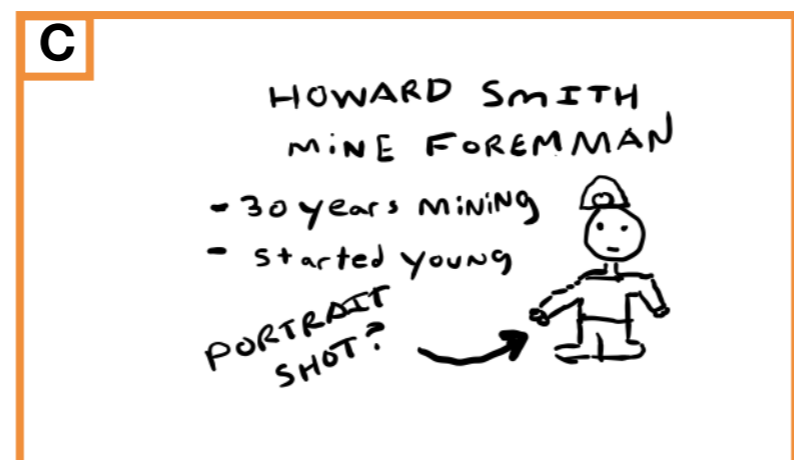 C
HOWARD SmITH
MiNE FOREMMAN
- 30 years MiNiNg
- started YOUNG
PORTRAIT
SHOT?